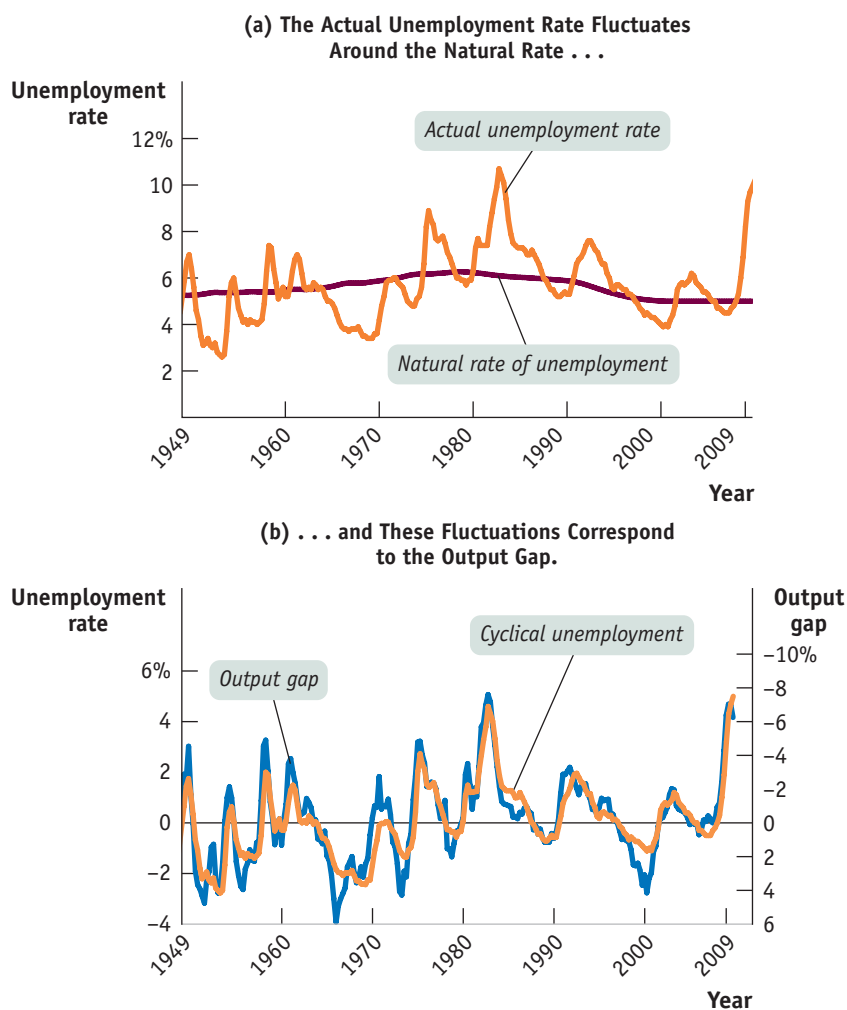 (a) The Actual Unemployment Rate Fluctuates
Around the Natural Rate . . .
Unemployment
rate
Actual unemployment rate
12%
10
8
6
4
2
Natural rate of unemployment
1949
1960
1970
1980
1990
2000
2009
Year
(b) . . . and These Fluctuations Correspond
to the Output Gap.
Unemployment
rate
Output
gap
Cyclical unemployment
Output gap
6%
4
2
0
−2
−4
−10%
−8
−6
−4
−2
0
2
4
6
1949
1960
1970
1980
1990
2000
2009
Year